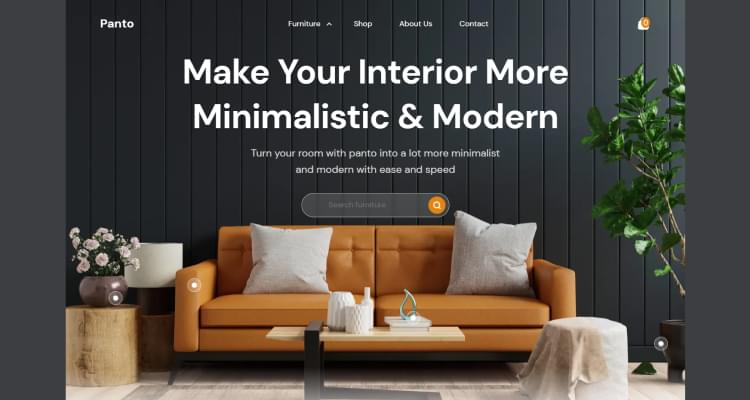 Panto
Furniture
Shop
About Us
Contact
0
Make Your Interior More
Minimalistic & Modern
Turn your room with panto into a lot more minimalist
and modern with ease and speed
Search furniture